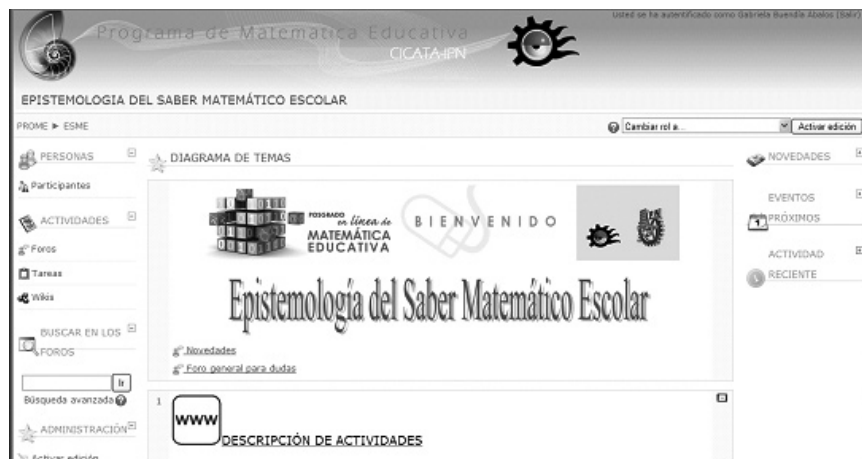 Usted se ha autentificado como Gabriela Buendía Abalos (Salir)
Programa de Matemática Educativa
CICATA-IPN
EPISTEMOLOGIA DEL SABER MATEMÁTICO ESCOLAR
PROME ► ESME
Cambiar rol a...
Activar edición
PERSONAS
Participantes
ACTIVIDADES
Foros
Tareas
Wikis
BUSCAR EN LOS
FOROS
Ir
Búsqueda avanzada
ADMINISTRACIÓN
Activar edición
DIAGRAMA DE TEMAS
POSGRADO
en línea de
MATEMÁTICA
EDUCATIVA
BIENVENIDO
Epistemología del Saber Matemático Escolar
Novedades
Foro general para dudas
1
www
DESCRIPCIÓN DE ACTIVIDADES
NOVEDADES
EVENTOS
PRÓXIMOS
ACTIVIDAD
RECIENTE